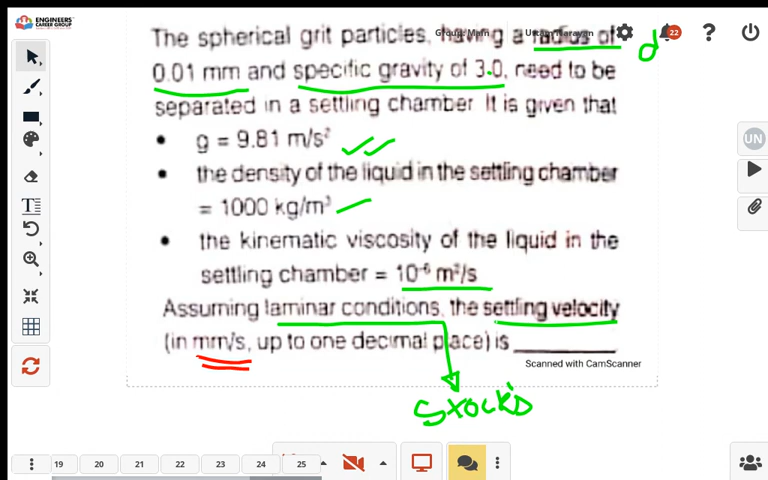 ENGINEERS
CAREER GROUP
Group: Main
22
UN
The spherical grit particles, having a radius of d
0.01 mm and specific gravity of 3.0, need to be
separated in a settling chamber It is given that
• g = 9.81 m/s²
• the density of the liquid in the settling chamber
= 1000 kg/m³
• the kinematic viscosity of the liquid in the
settling chamber = 10⁻⁶ m²/s
Assuming laminar conditions, the settling velocity
(in mm/s, up to one decimal place) is ________
Scanned with CamScanner
Stock's
19 20 21 22 23 24 25